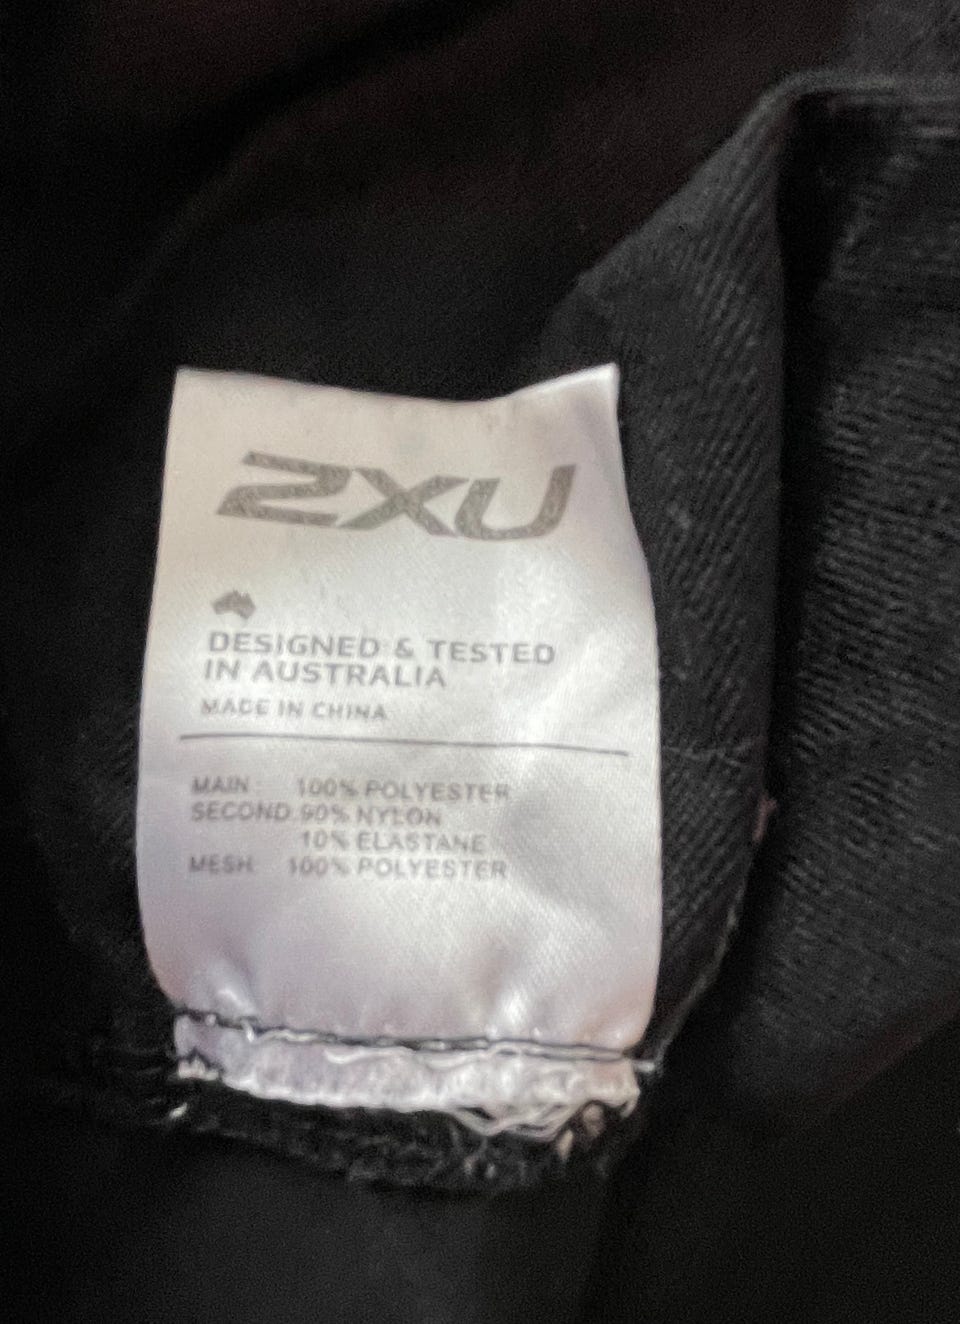 2XU
DESIGNED & TESTED
IN AUSTRALIA
MADE IN CHINA
MAIN: 100% POLYESTER
SECOND: 90% NYLON
10% ELASTANE
MESH: 100% POLYESTER